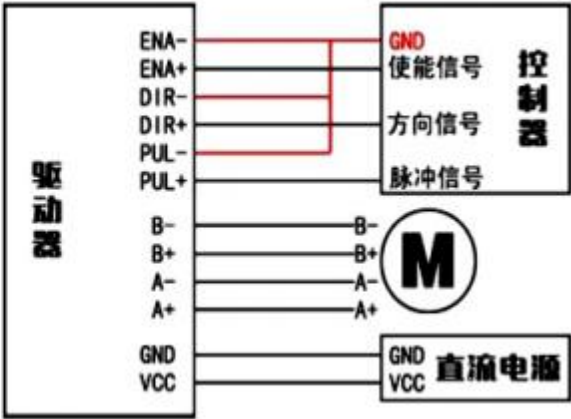 ENA-
ENA+
DIR-
DIR+
PUL-
PUL+
B-
B+
A-
A+
GND
VCC
驱动器
GND
使能信号
方向信号
脉冲信号
控制器
B-
B+
A-
A+
M
GND
VCC
直流电源